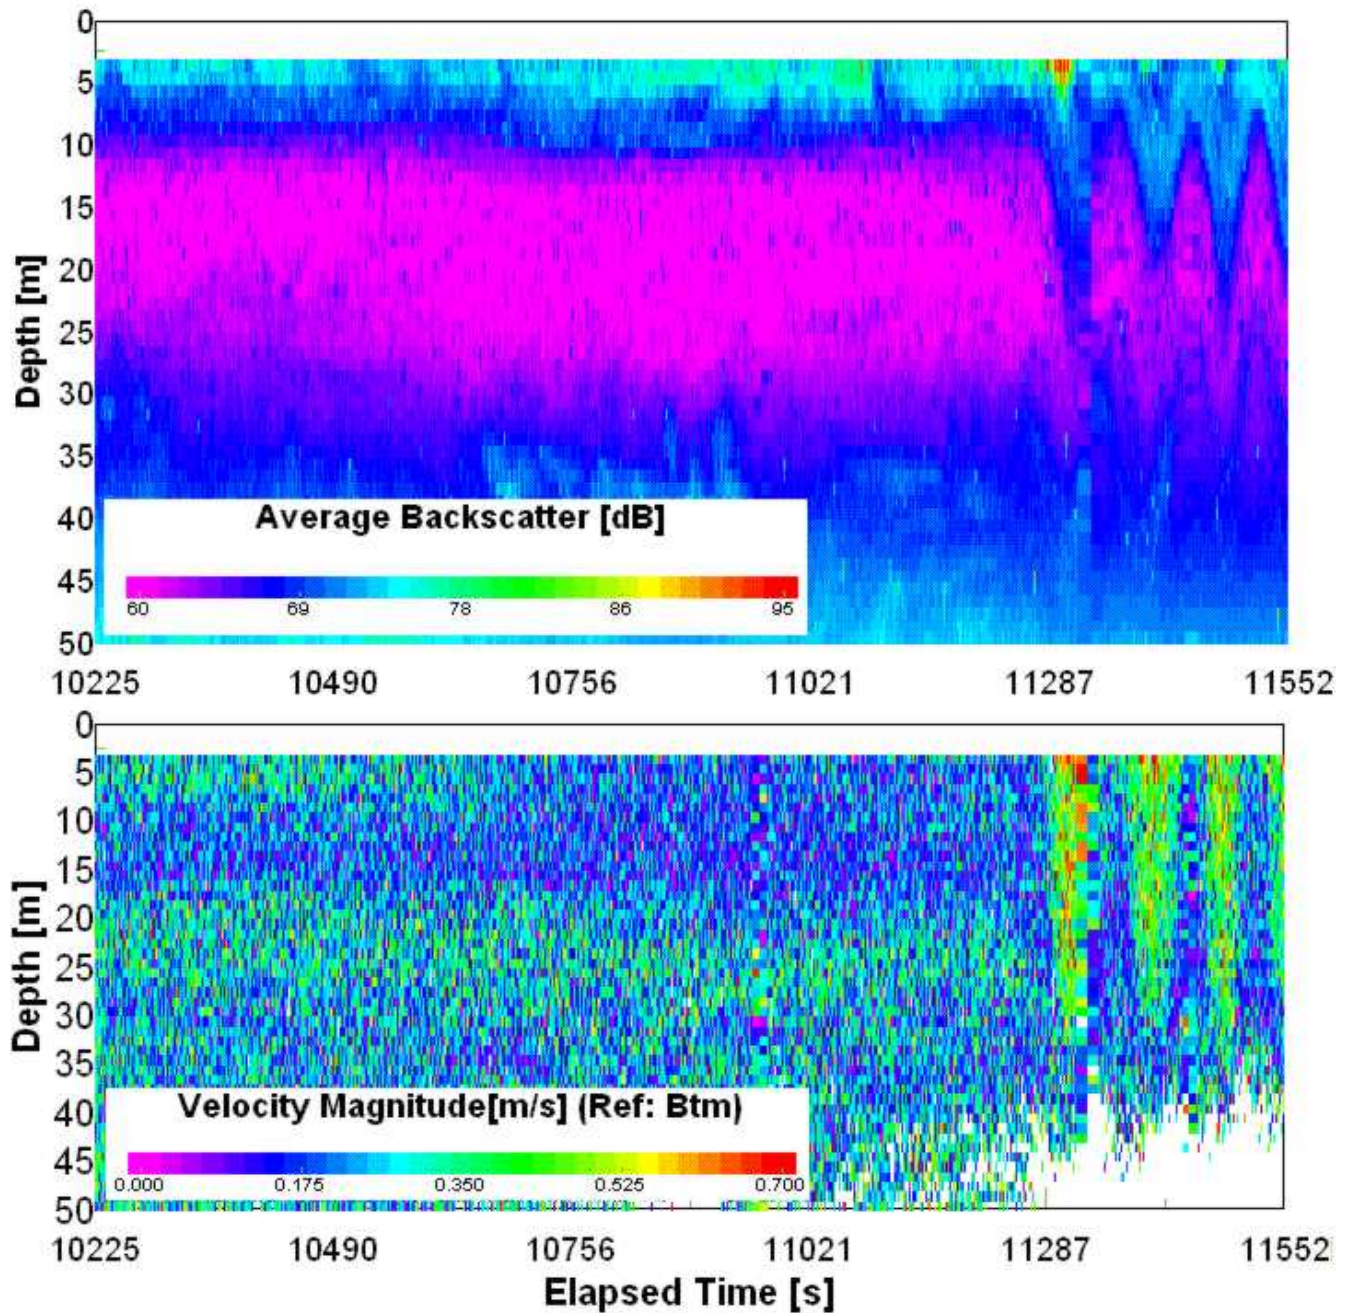 0
5
10
15
20
25
30
35
40
45
50
Depth [m]
Average Backscatter [dB]
60 69 78 86 95
10225 10490 10756 11021 11287 11552
0
5
10
15
20
25
30
35
40
45
50
Depth [m]
Velocity Magnitude[m/s] (Ref: Btm)
0.000 0.175 0.350 0.525 0.700
10225 10490 10756 11021 11287 11552
Elapsed Time [s]